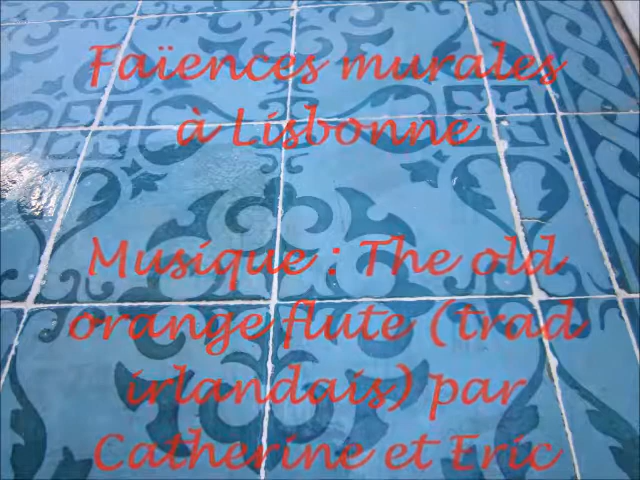 Faïences murales
à Lisbonne
Musique : The old
orange flute (trad
irlandais) par
Catherine et Eric